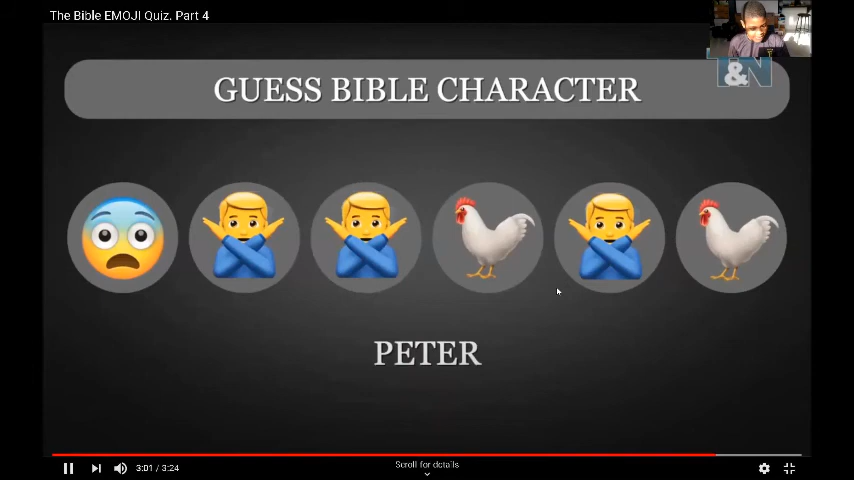 The Bible EMOJI Quiz. Part 4
&N
GUESS BIBLE CHARACTER
PETER
3:01 / 3:24
Scroll for details